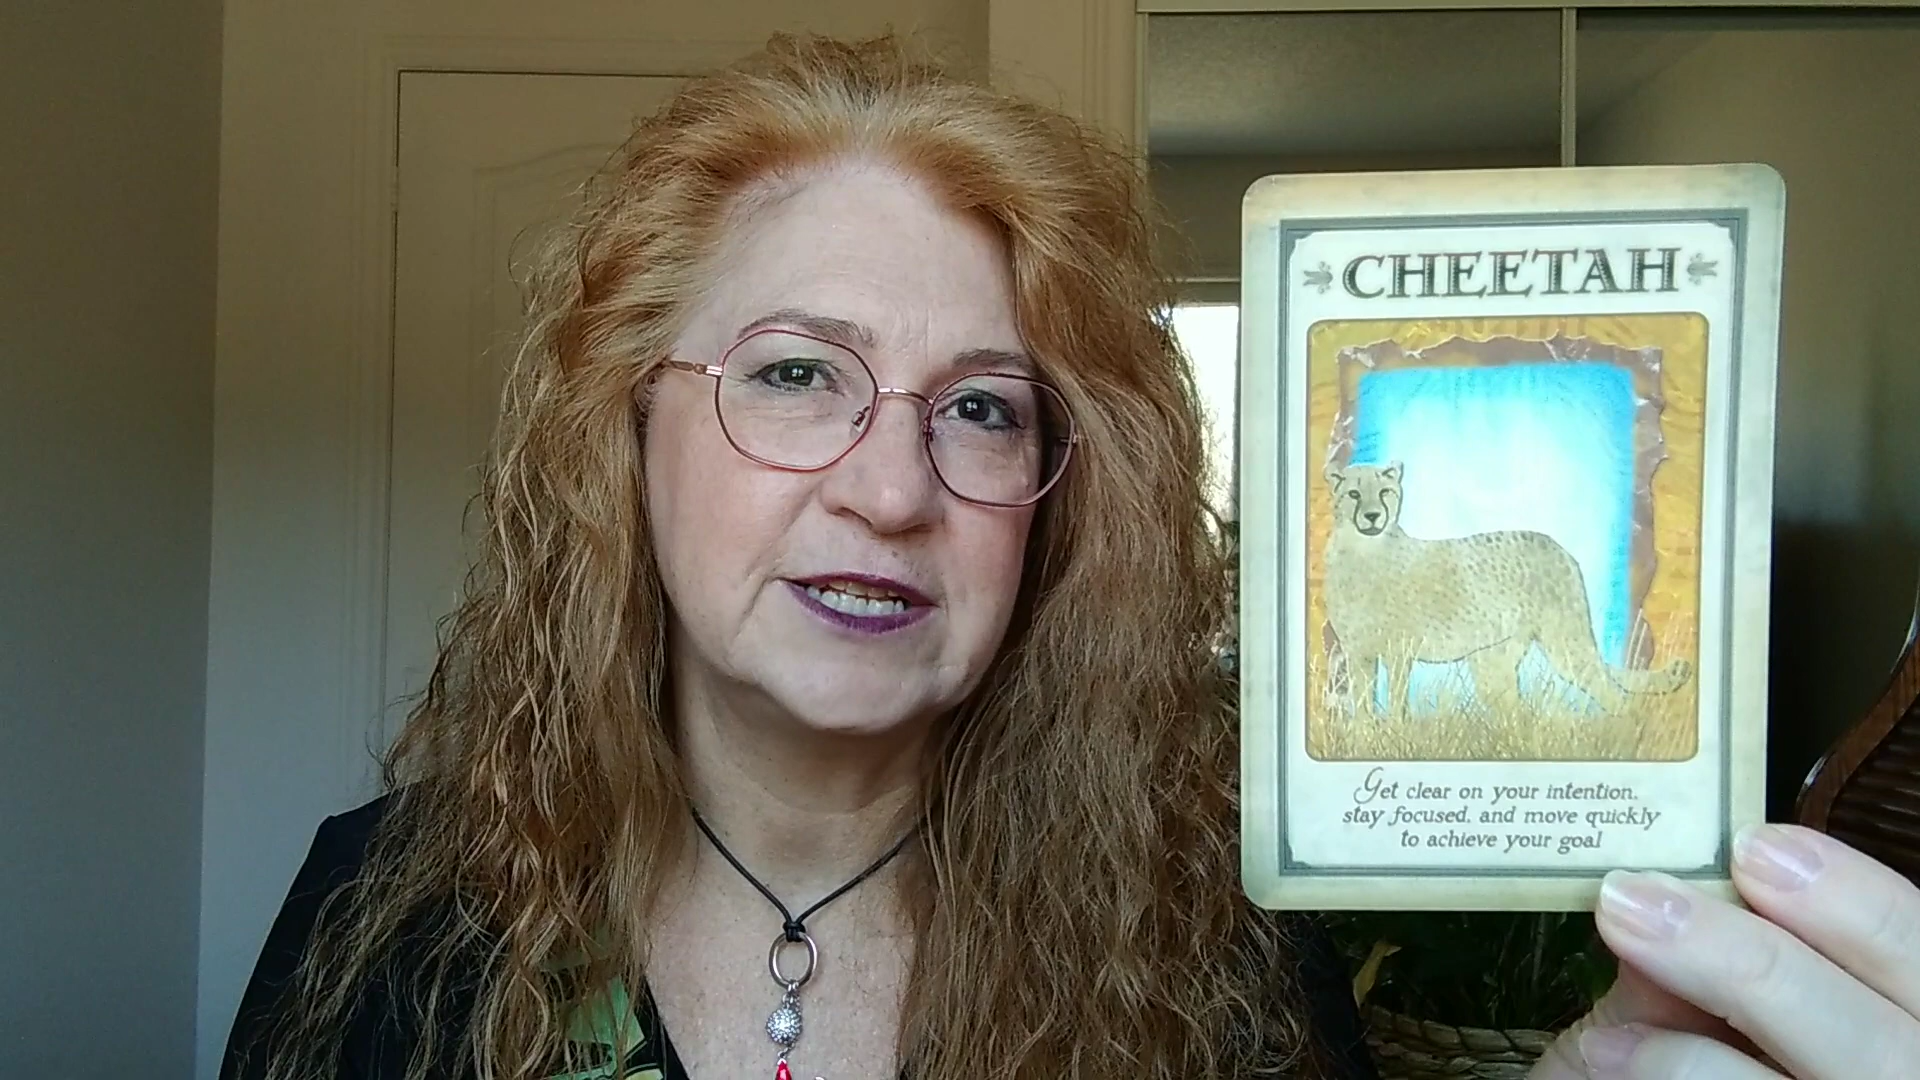 CHEETAH
Get clear on your intention,
stay focused, and move quickly
to achieve your goal